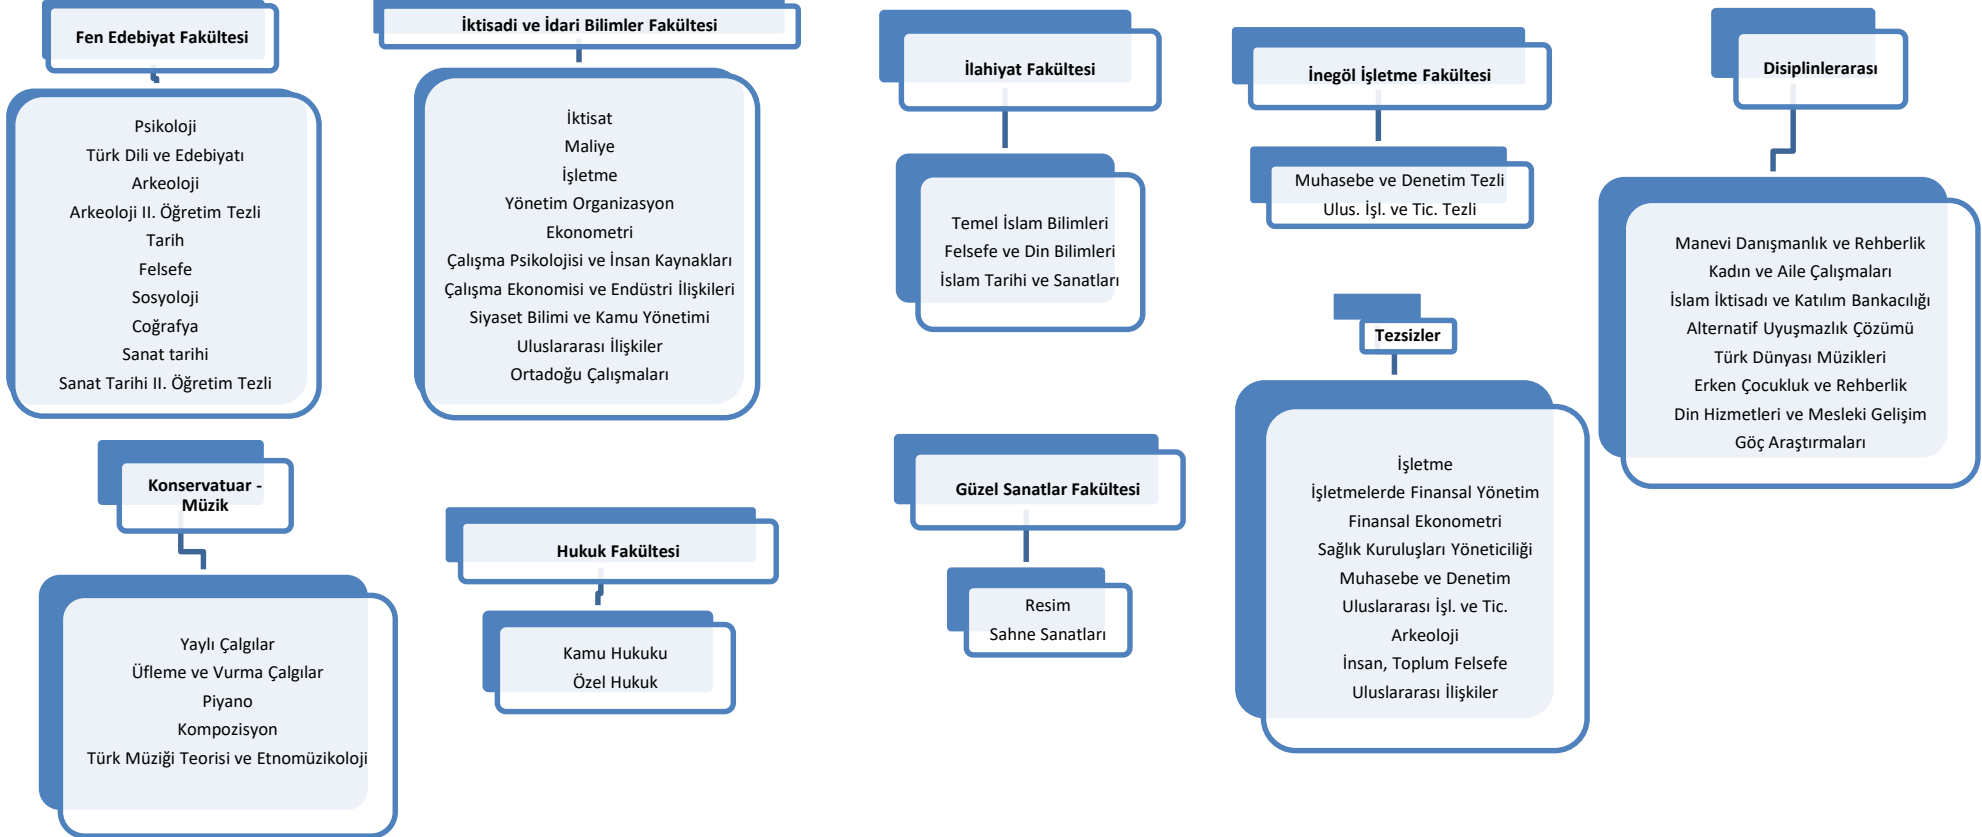 Fen Edebiyat Fakültesi
Psikoloji
Türk Dili ve Edebiyatı
Arkeoloji
Arkeoloji II. Öğretim Tezli
Tarih
Felsefe
Sosyoloji
Coğrafya
Sanat tarihi
Sanat Tarihi II. Öğretim Tezli
İktisadi ve İdari Bilimler Fakültesi
İktisat
Maliye
İşletme
Yönetim Organizasyon
Ekonometri
Çalışma Psikolojisi ve İnsan Kaynakları
Çalışma Ekonomisi ve Endüstri İlişkileri
Siyaset Bilimi ve Kamu Yönetimi
Uluslararası İlişkiler
Ortadoğu Çalışmaları
İlahiyat Fakültesi
Temel İslam Bilimleri
Felsefe ve Din Bilimleri
İslam Tarihi ve Sanatları
İnegöl İşletme Fakültesi
Muhasebe ve Denetim Tezli
Ulus. İşl. ve Tic. Tezli
Disiplinlerarası
Manevi Danışmanlık ve Rehberlik
Kadın ve Aile Çalışmaları
İslam İktisadı ve Katılım Bankacılığı
Alternatif Uyuşmazlık Çözümü
Türk Dünyası Müzikleri
Erken Çocukluk ve Rehberlik
Din Hizmetleri ve Mesleki Gelişim
Göç Araştırmaları
Konservatuar -
Müzik
Yaylı Çalgılar
Üfleme ve Vurma Çalgılar
Piyano
Kompozisyon
Türk Müziği Teorisi ve Etnomüzikoloji
Hukuk Fakültesi
Kamu Hukuku
Özel Hukuk
Güzel Sanatlar Fakültesi
Resim
Sahne Sanatları
Tezsizler
İşletme
İşletmelerde Finansal Yönetim
Finansal Ekonometri
Sağlık Kuruluşları Yöneticiliği
Muhasebe ve Denetim
Uluslararası İşl. ve Tic.
Arkeoloji
İnsan, Toplum Felsefe
Uluslararası İlişkiler